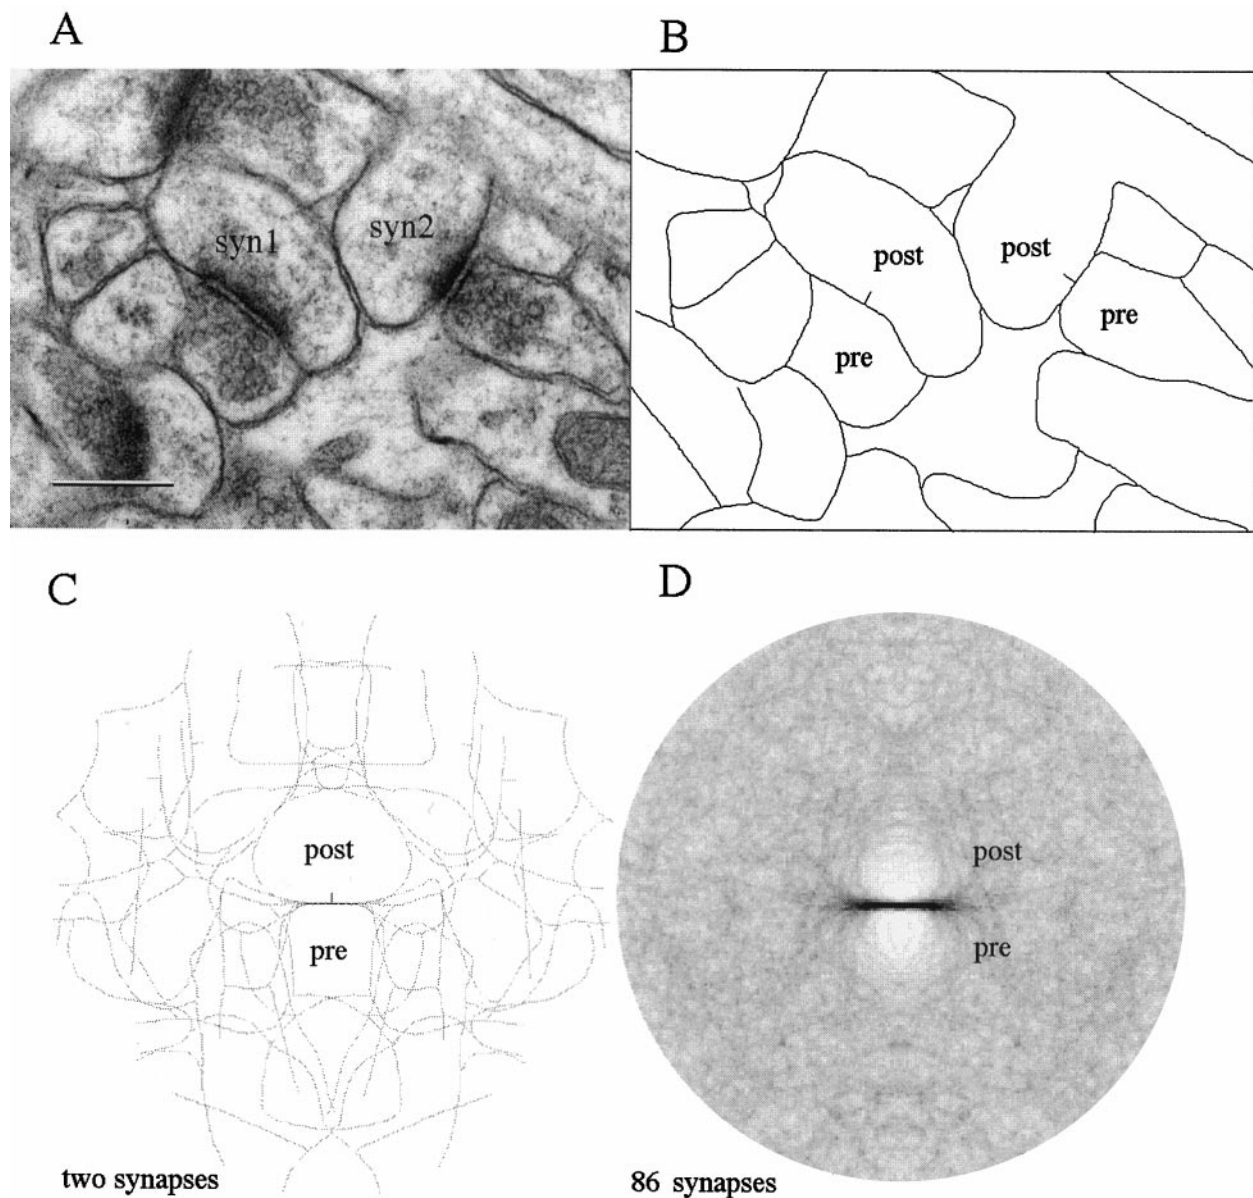 A
B
syn1
syn2
post
post
pre
pre
C
D
post
pre
two synapses
post
pre
86 synapses